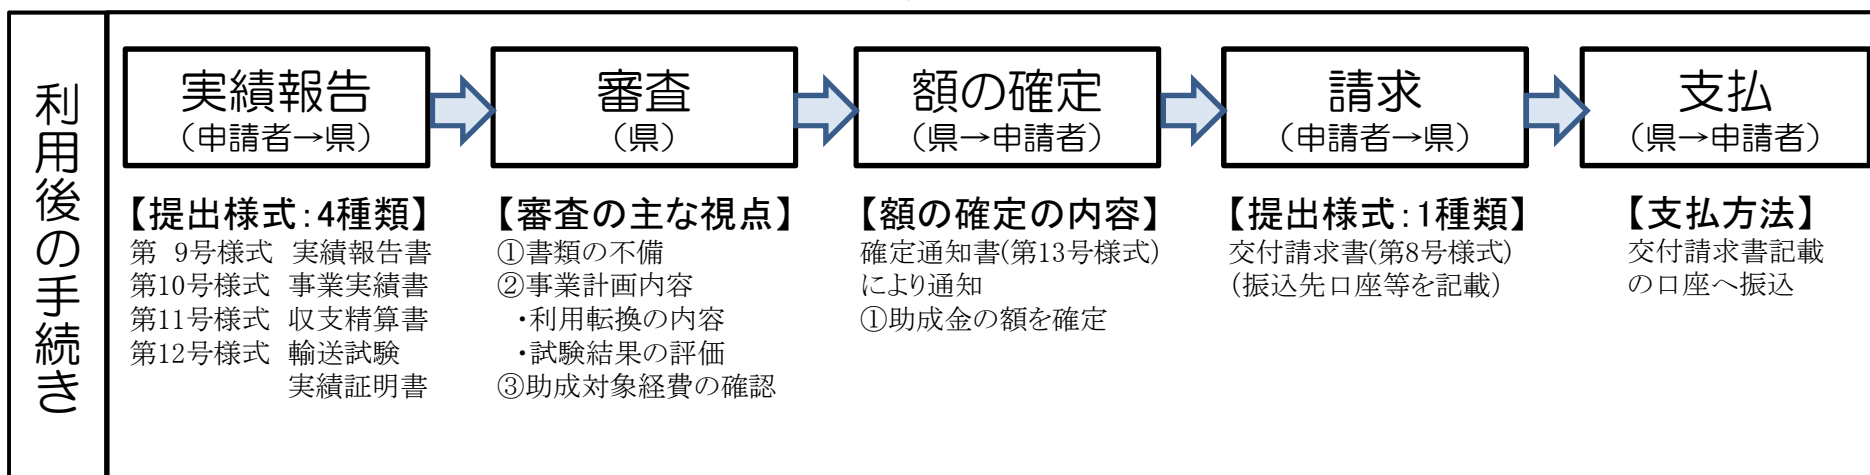 利用後の手続き
実績報告
（申請者→県）
【提出様式：4種類】
第 9号様式 実績報告書
第10号様式 事業実績書
第11号様式 収支精算書
第12号様式 輸送試験
実績証明書
審査
（県）
【審査の主な視点】
①書類の不備
②事業計画内容
・利用転換の内容
・試験結果の評価
③助成対象経費の確認
額の確定
（県→申請者）
【額の確定の内容】
確定通知書(第13号様式)
により通知
①助成金の額を確定
請求
（申請者→県）
【提出様式：1種類】
交付請求書(第8号様式)
（振込先口座等を記載）
支払
（県→申請者）
【支払方法】
交付請求書記載
の口座へ振込